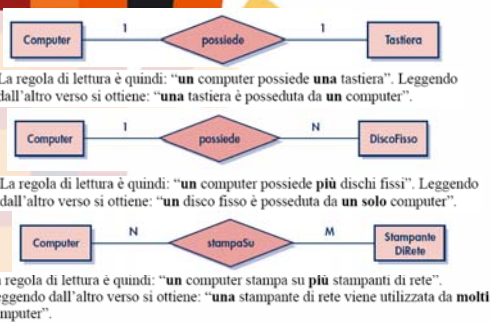 Computer 1 possiede 1 Tastiera
La regola di lettura è quindi: “un computer possiede una tastiera”. Leggendo
dall'altro verso si ottiene: “una tastiera è posseduta da un computer”.
Computer 1 possiede N DiscoFisso
La regola di lettura è quindi: “un computer possiede più dischi fissi”. Leggendo
dall'altro verso si ottiene: “un disco fisso è posseduta da un solo computer”.
Computer N stampaSu M Stampante
DiRete
a regola di lettura è quindi: “un computer stampa su più stampanti di rete”.
eggendo dall'altro verso si ottiene: “una stampante di rete viene utilizzata da molti
mputer”.